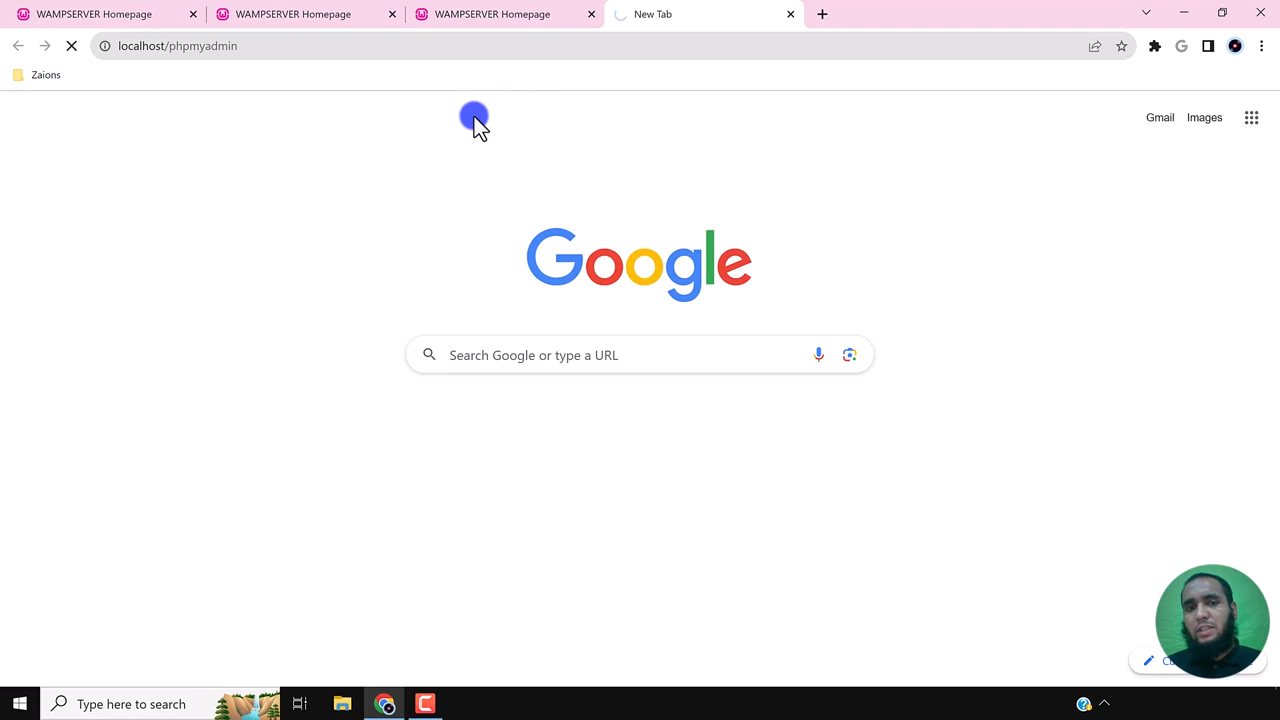 WAMPSERVER Homepage
WAMPSERVER Homepage
WAMPSERVER Homepage
New Tab
localhost/phpmyadmin
G
Zaions
Gmail
Images
Google
Search Google or type a URL
Type here to search